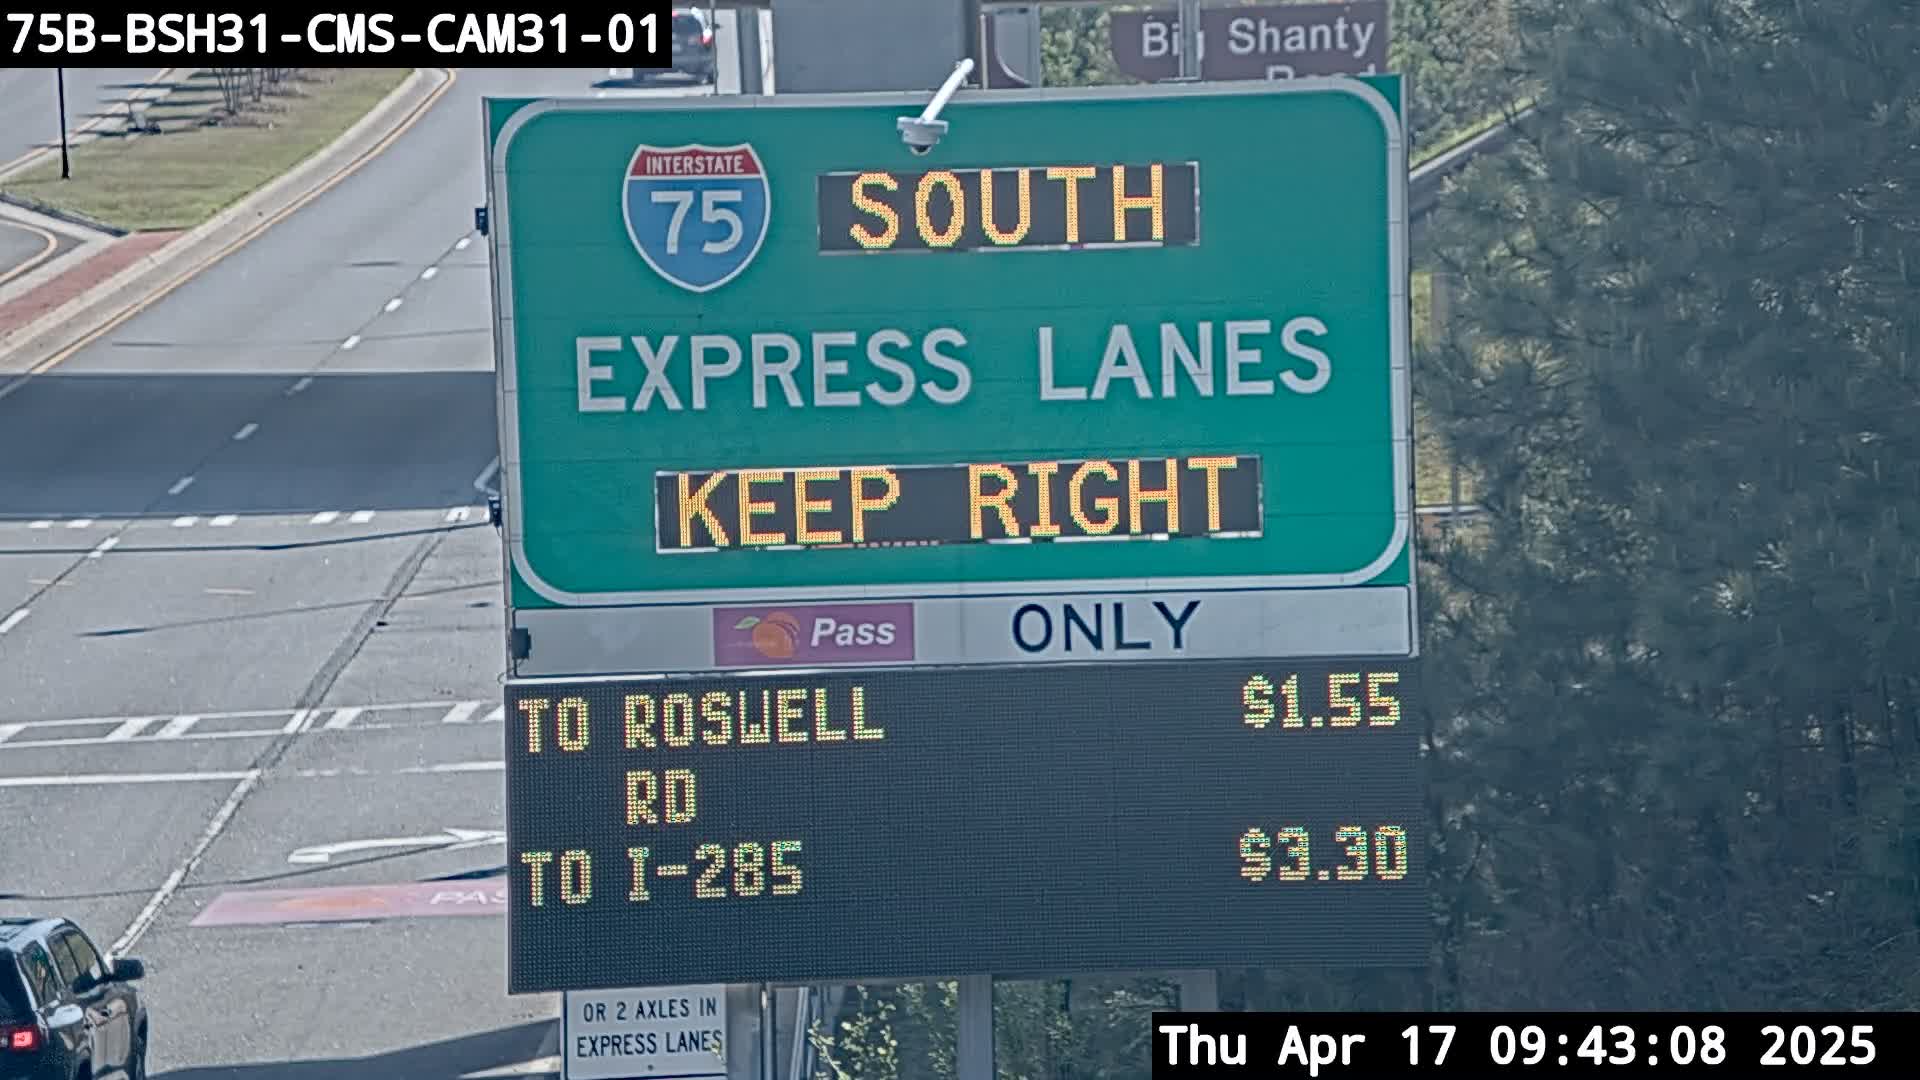 75B-BSH31-CMS-CAM31-01
Big Shanty
Road
INTERSTATE
75
SOUTH
EXPRESS LANES
KEEP RIGHT
Pass
ONLY
TO ROSWELL $1.55
RD
TO I-285 $3.30
PAS
OR 2 AXLES IN
EXPRESS LANES
Thu Apr 17 09:43:08 2025